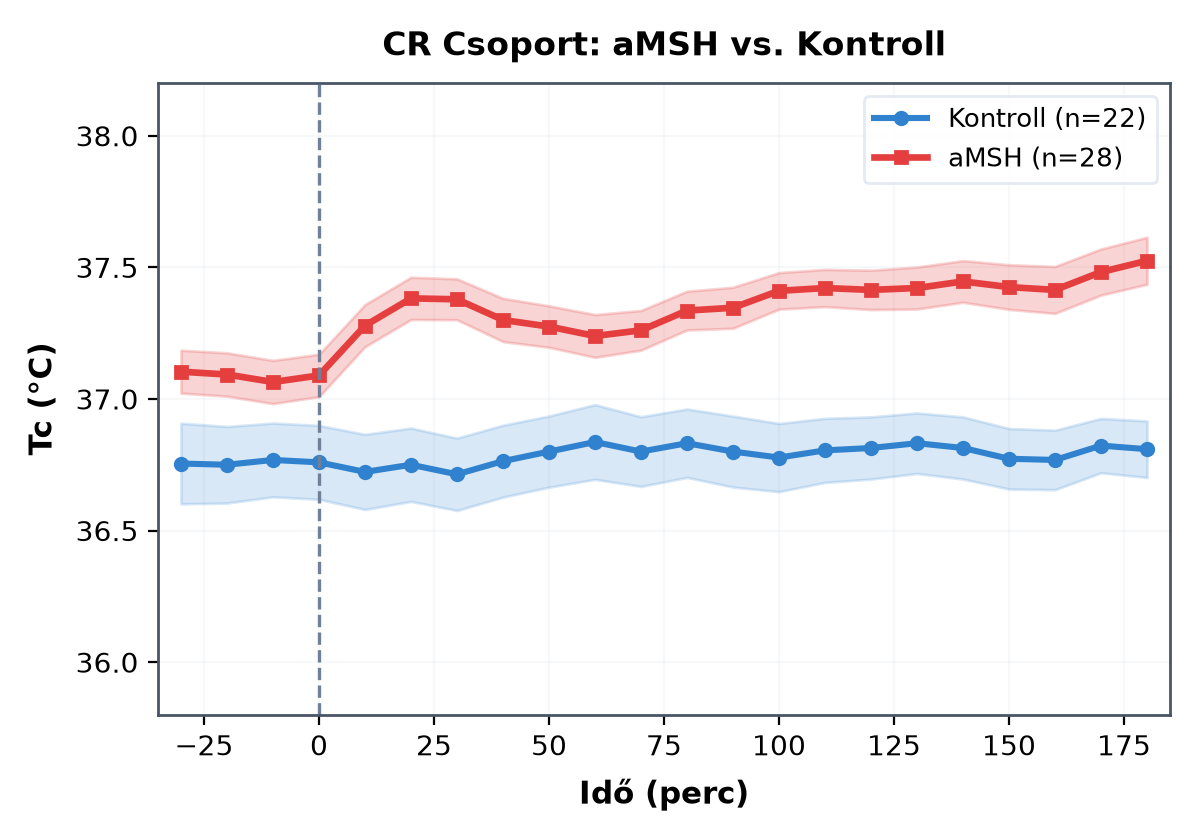 CR Csoport: aMSH vs. Kontroll
Kontroll (n=22)
aMSH (n=28)
Tc (°C)
38.0
37.5
37.0
36.5
36.0
−25 0 25 50 75 100 125 150 175
Idő (perc)